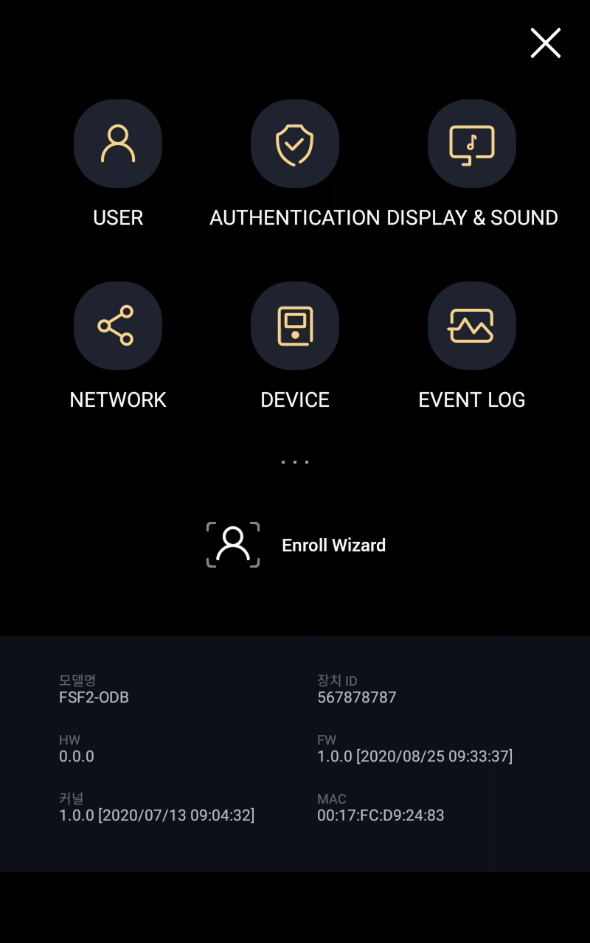 USER
AUTHENTICATION
DISPLAY & SOUND
NETWORK
DEVICE
EVENT LOG
...
Enroll Wizard
모델명
FSF2-ODB
장치 ID
567878787
HW
0.0.0
FW
1.0.0 [2020/08/25 09:33:37]
커널
1.0.0 [2020/07/13 09:04:32]
MAC
00:17:FC:D9:24:83